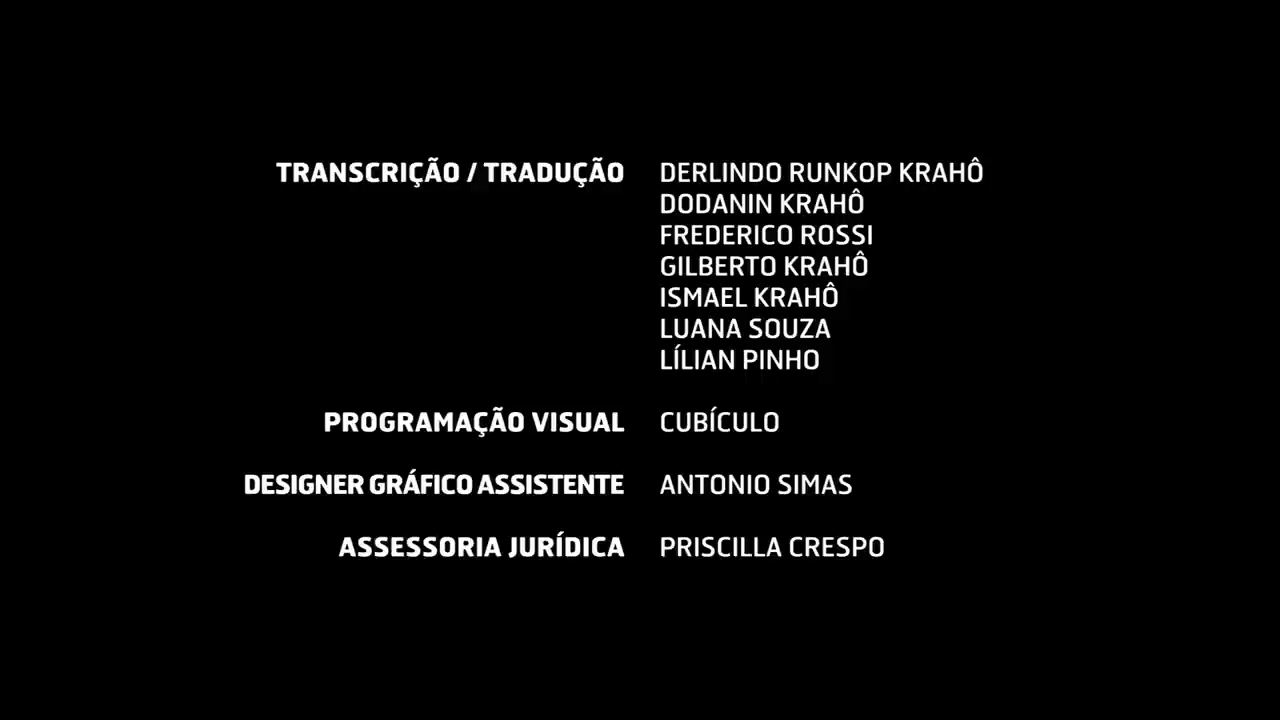 TRANSCRIÇÃO / TRADUÇÃO DERLINDO RUNKOP KRAHÔ
DODANIN KRAHÔ
FREDERICO ROSSI
GILBERTO KRAHÔ
ISMAEL KRAHÔ
LUANA SOUZA
LÍLIAN PINHO
PROGRAMAÇÃO VISUAL CUBÍCULO
DESIGNER GRÁFICO ASSISTENTE ANTONIO SIMAS
ASSESSORIA JURÍDICA PRISCILLA CRESPO